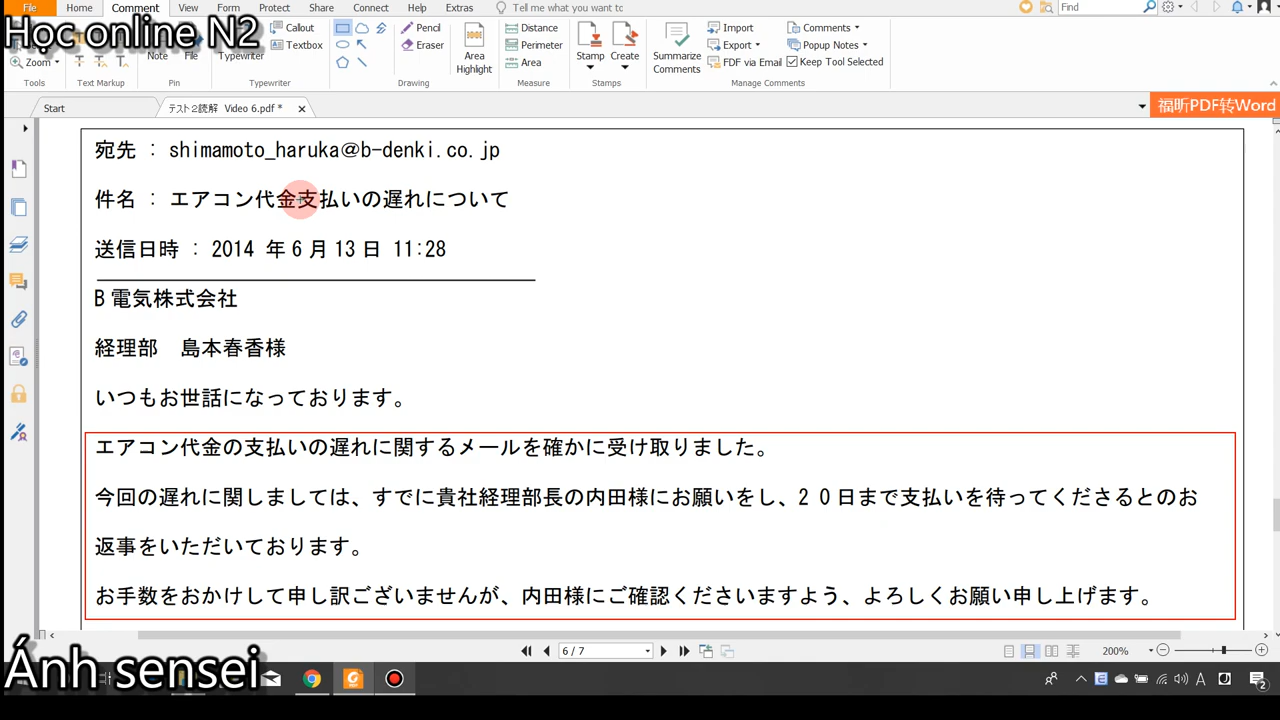 File Home Comment View Form Protect Share Connect Help Extras Tell me what you want tc Find
Học online N2
Zoom Note File Typewriter Callout Textbox Pencil Eraser Area Highlight Distance Perimeter Area Stamp Create Summarize Comments Import Export FDF via Email Comments Popup Notes Keep Tool Selected
Tools Text Markup Pin Typewriter Drawing Measure Stamps Manage Comments
Start テスト2読解 Video 6.pdf * 福昕PDF转Word
宛先 : shimamoto_haruka@b-denki.co.jp
件名 : エアコン代金支払いの遅れについて
送信日時 : 2014 年 6 月 13 日 11:28
B 電気株式会社
経理部 島本春香様
いつもお世話になっております。
エアコン代金の支払いの遅れに関するメールを確かに受け取りました。
今回の遅れに関しましては、すでに貴社経理部長の内田様にお願いをし、20日まで支払いを待ってくださるとのお
返事をいただいております。
お手数をおかけして申し訳ございませんが、内田様にご確認くださいますよう、よろしくお願い申し上げます。
6 / 7 200%
Ánh sensei
A 2